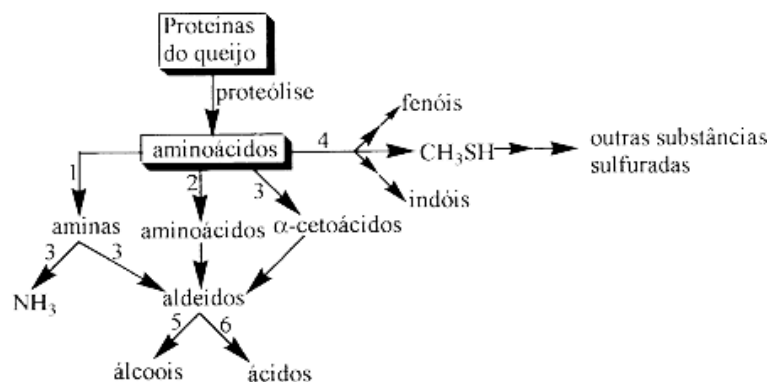 Proteínas
do queijo
proteólise
aminoácidos
4
fenóis
CH₃SH
outras substâncias
sulfuradas
indóis
1
2
3
aminas
aminoácidos
α-cetoácidos
3
3
NH₃
aldeidos
5
6
álcoois
ácidos